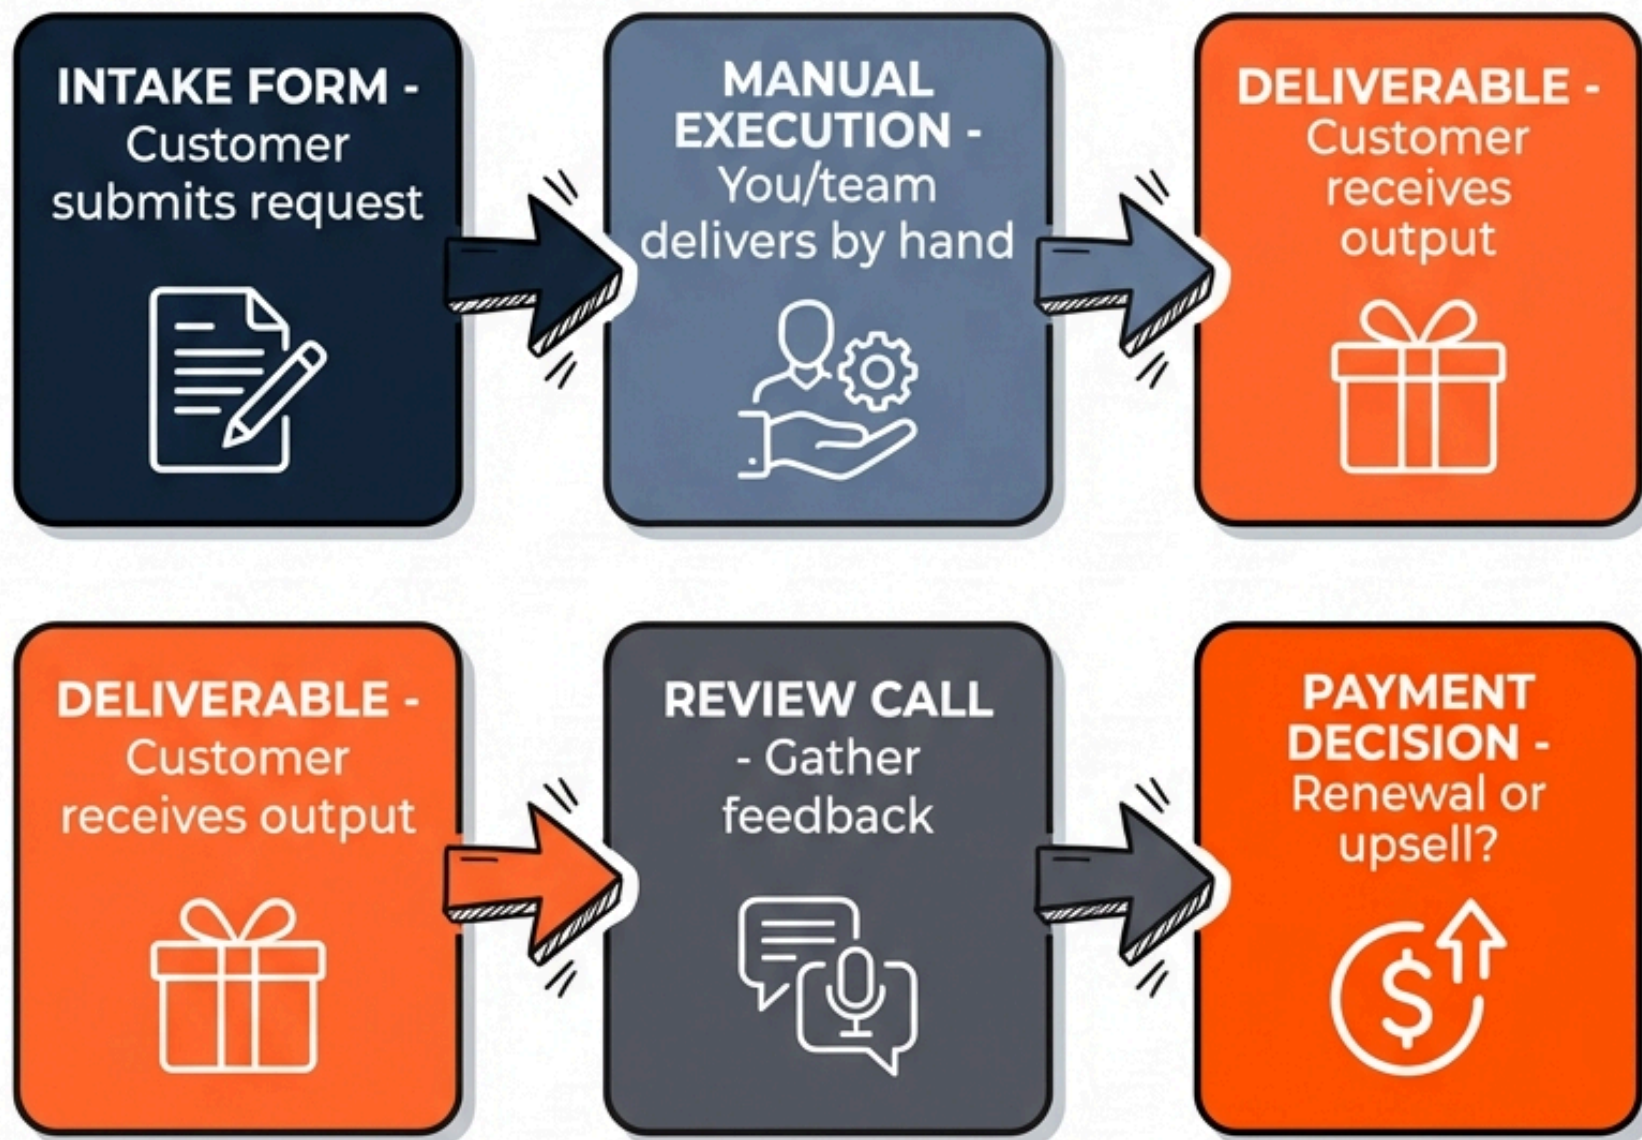 INTAKE FORM -
Customer
submits request
MANUAL
EXECUTION -
You/team
delivers by hand
DELIVERABLE -
Customer
receives
output
DELIVERABLE -
Customer
receives output
REVIEW CALL
- Gather
feedback
PAYMENT
DECISION -
Renewal or
upsell?
$